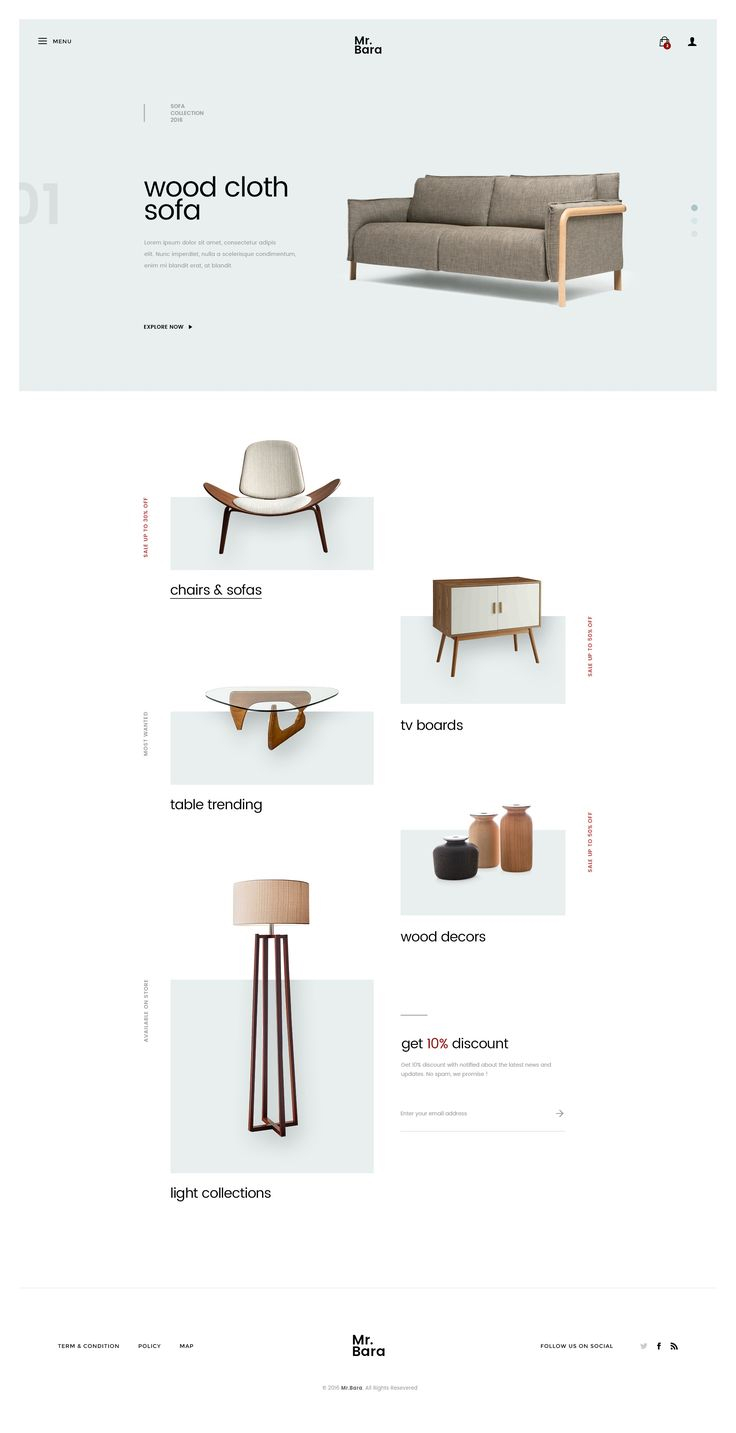 MENU
Mr.
Bara
2
SOFA
COLLECTION
2016
01
wood cloth
sofa
Lorem ipsum dolor sit amet, consectetur adipis
elit. Nunc imperdiet, nulla a scelerisque condimentum,
enim mi blandit erat, at blandit.
EXPLORE NOW
SALE UP TO 30% OFF
chairs & sofas
SALE UP TO 50% OFF
tv boards
MOST WANTED
table trending
SALE UP TO 50% OFF
wood decors
AVAILABLE ON STORE
light collections
get 10% discount
Get 10% discount with notified about the latest news and
updates. No spam, we promise !
Enter your email address
TERM & CONDITION POLICY MAP
Mr.
Bara
FOLLOW US ON SOCIAL
© 2016 Mr.Bara. All Rights Resevered